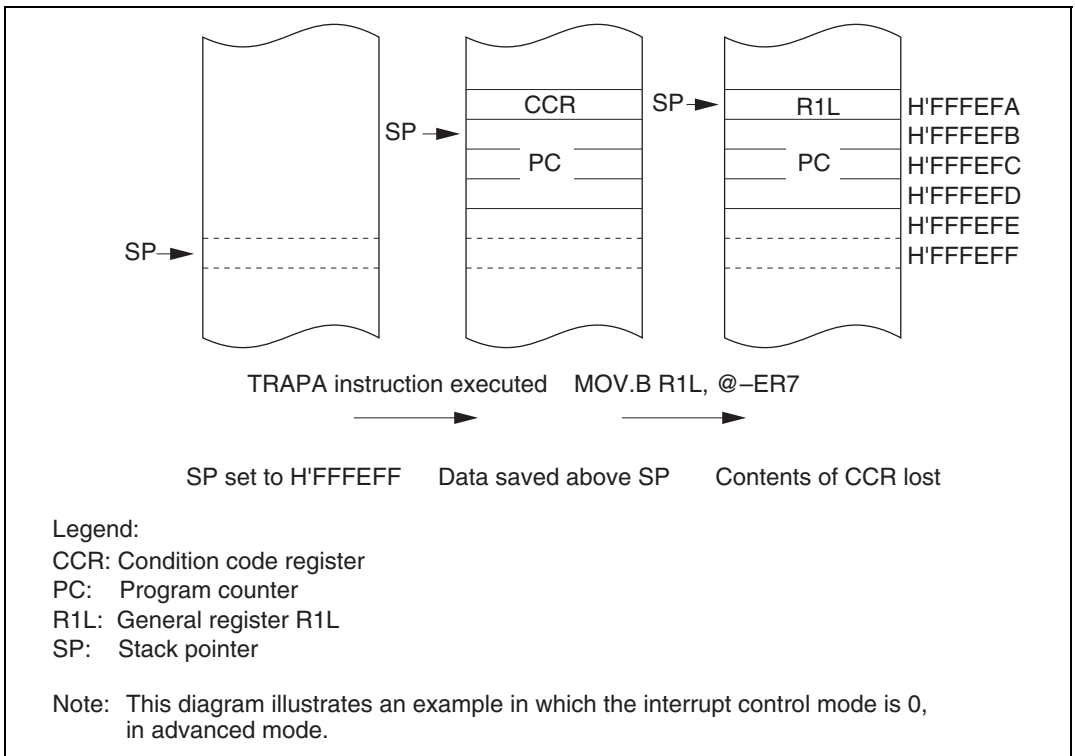 CCR SP R1L H'FFFEFA
SP H'FFFEFB
PC PC H'FFFEFC
H'FFFEFD
H'FFFEFE
SP H'FFFEFF
TRAPA instruction executed MOV.B R1L, @–ER7
SP set to H'FFFEFF Data saved above SP Contents of CCR lost
Legend:
CCR: Condition code register
PC: Program counter
R1L: General register R1L
SP: Stack pointer
Note: This diagram illustrates an example in which the interrupt control mode is 0,
in advanced mode.